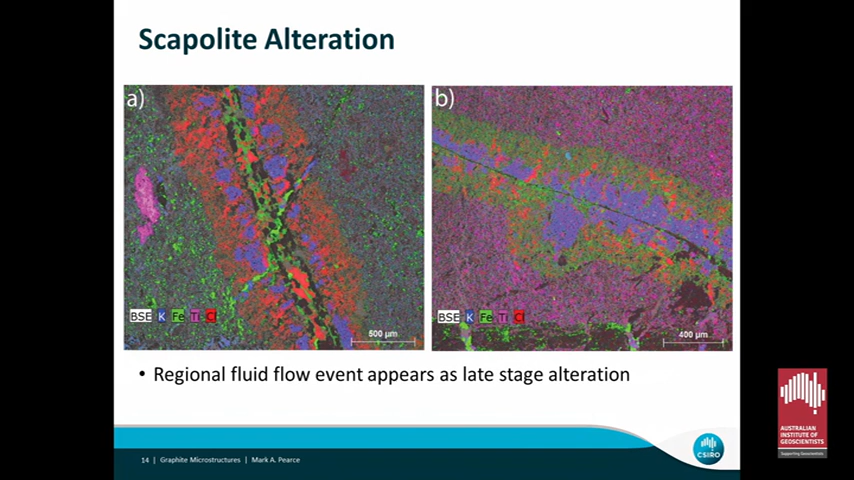 Scapolite Alteration
a)
b)
BSE K Fe Ti Cl
500 µm
BSE K Fe Ti Cl
400 µm
• Regional fluid flow event appears as late stage alteration
14 | Graphite Microstructures | Mark A. Pearce
CSIRO
AUSTRALIAN
INSTITUTE OF
GEOSCIENTISTS
Supporting Geoscientists